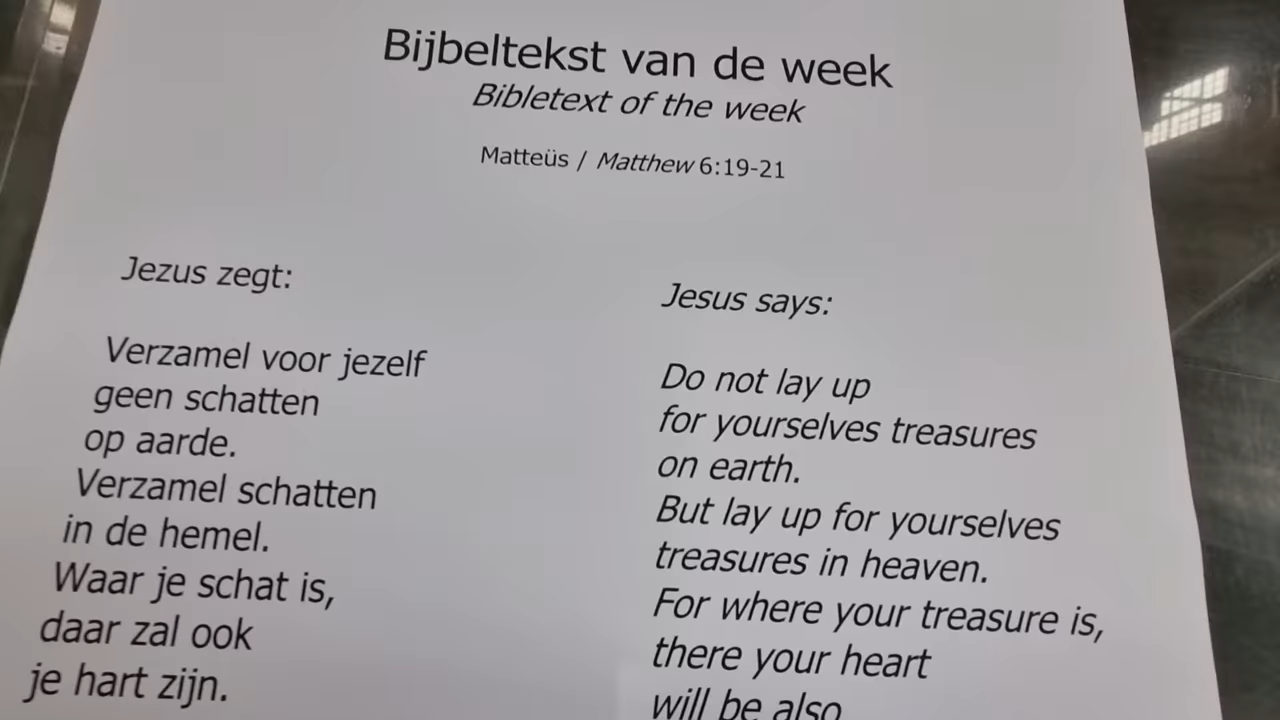 Bijbeltekst van de week
Bibletext of the week
Matteüs / Matthew 6:19-21
Jezus zegt:
Verzamel voor jezelf
geen schatten
op aarde.
Verzamel schatten
in de hemel.
Waar je schat is,
daar zal ook
je hart zijn.
Jesus says:
Do not lay up
for yourselves treasures
on earth.
But lay up for yourselves
treasures in heaven.
For where your treasure is,
there your heart
will be also